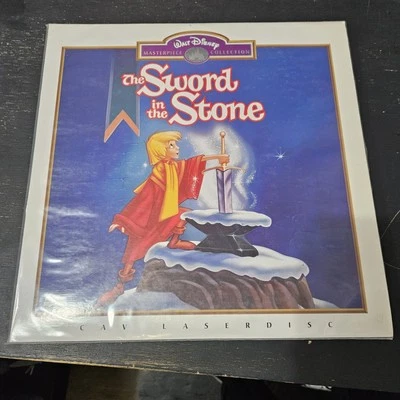 Walt Disney
MASTERPIECE COLLECTION
The Sword
in the
Stone
CAV LASERDISC